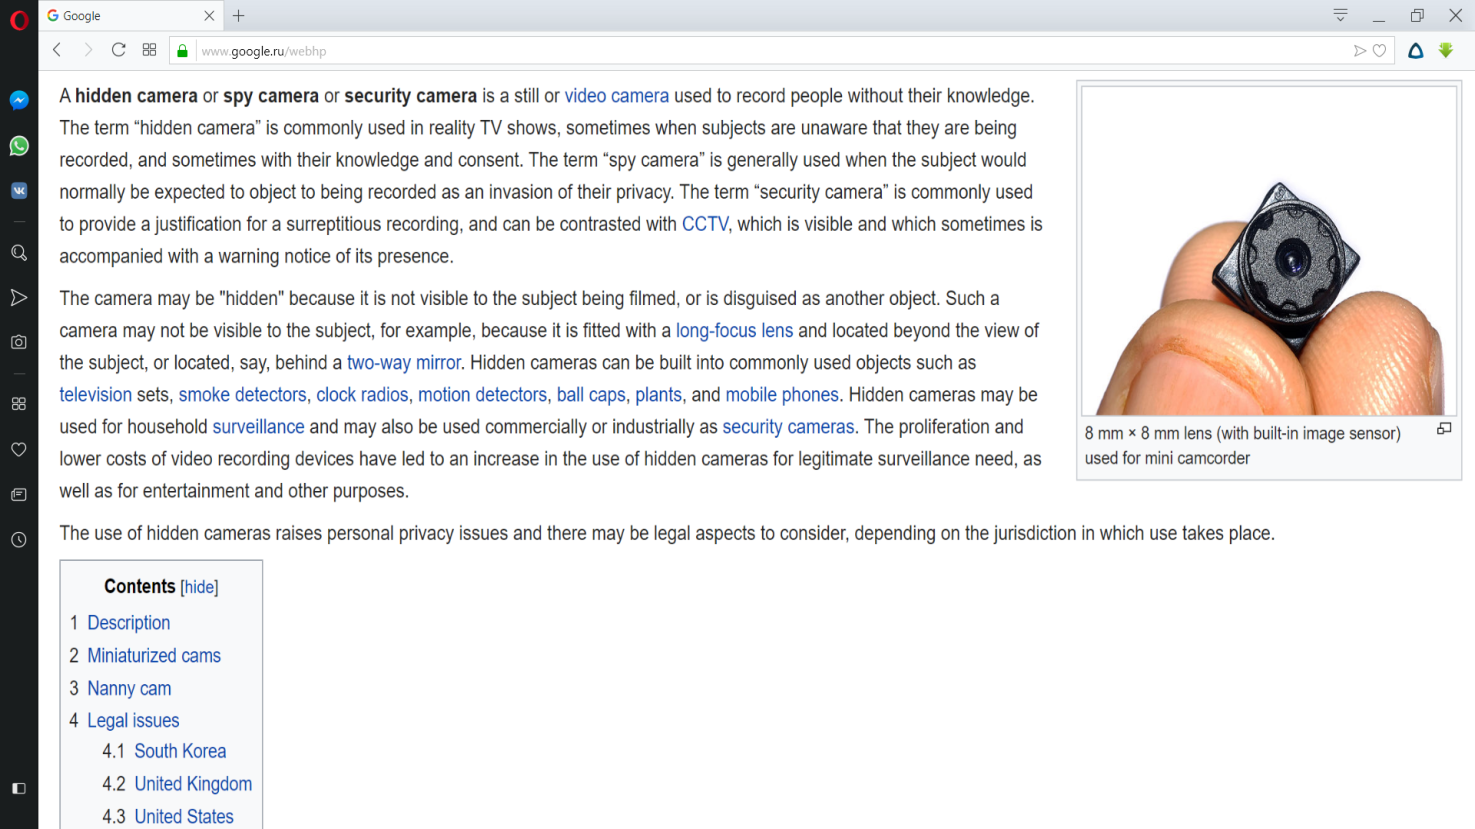 Google
www.google.ru/webhp
A hidden camera or spy camera or security camera is a still or video camera used to record people without their knowledge.
The term “hidden camera” is commonly used in reality TV shows, sometimes when subjects are unaware that they are being
recorded, and sometimes with their knowledge and consent. The term “spy camera” is generally used when the subject would
normally be expected to object to being recorded as an invasion of their privacy. The term “security camera” is commonly used
to provide a justification for a surreptitious recording, and can be contrasted with CCTV, which is visible and which sometimes is
accompanied with a warning notice of its presence.
The camera may be "hidden" because it is not visible to the subject being filmed, or is disguised as another object. Such a
camera may not be visible to the subject, for example, because it is fitted with a long-focus lens and located beyond the view of
the subject, or located, say, behind a two-way mirror. Hidden cameras can be built into commonly used objects such as
television sets, smoke detectors, clock radios, motion detectors, ball caps, plants, and mobile phones. Hidden cameras may be
used for household surveillance and may also be used commercially or industrially as security cameras. The proliferation and
lower costs of video recording devices have led to an increase in the use of hidden cameras for legitimate surveillance need, as
well as for entertainment and other purposes.
8 mm × 8 mm lens (with built-in image sensor)
used for mini camcorder
The use of hidden cameras raises personal privacy issues and there may be legal aspects to consider, depending on the jurisdiction in which use takes place.
Contents [hide]
1 Description
2 Miniaturized cams
3 Nanny cam
4 Legal issues
4.1 South Korea
4.2 United Kingdom
4.3 United States